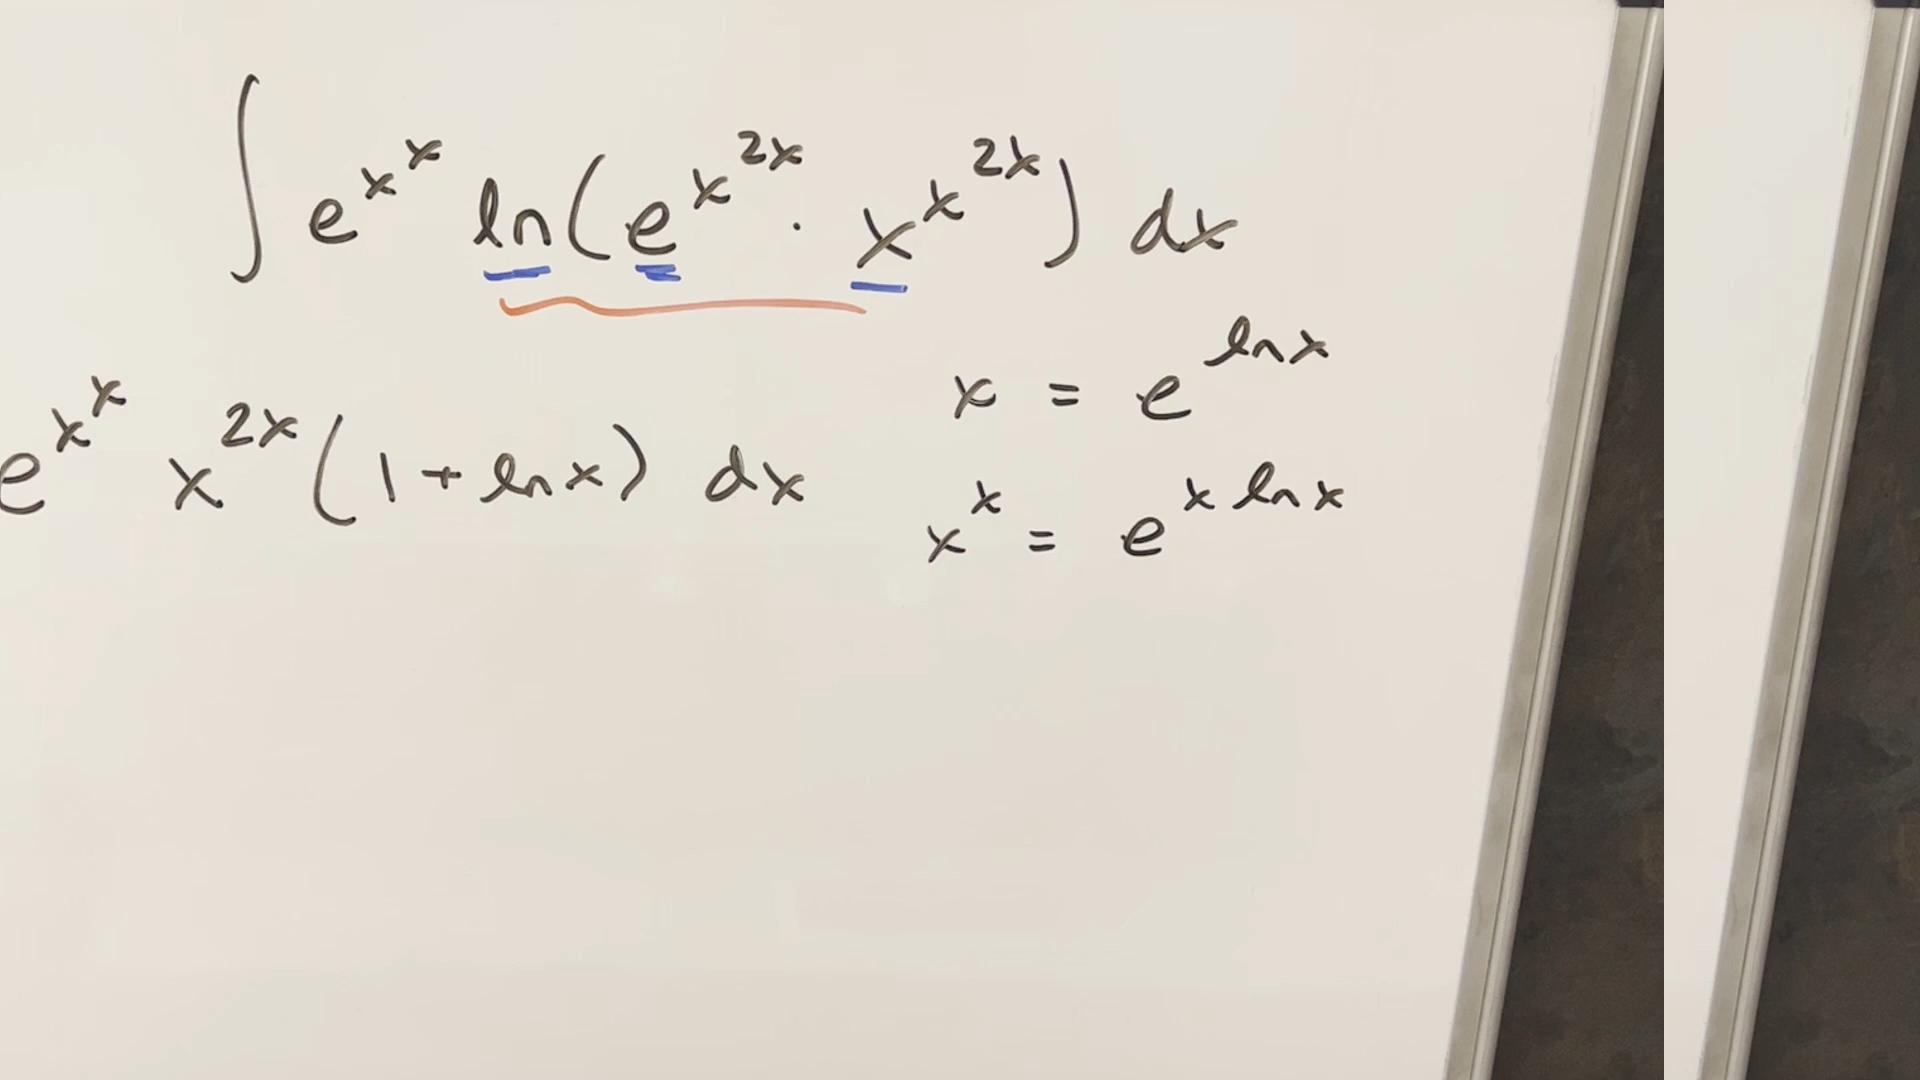 ∫ e^{x^x} ln(e^{x^{2x}} · x^{x^{2x}}) dx
x = e^{ln x}
e^{x^x} x^{2x} (1 + ln x) dx
x^x = e^{x ln x}